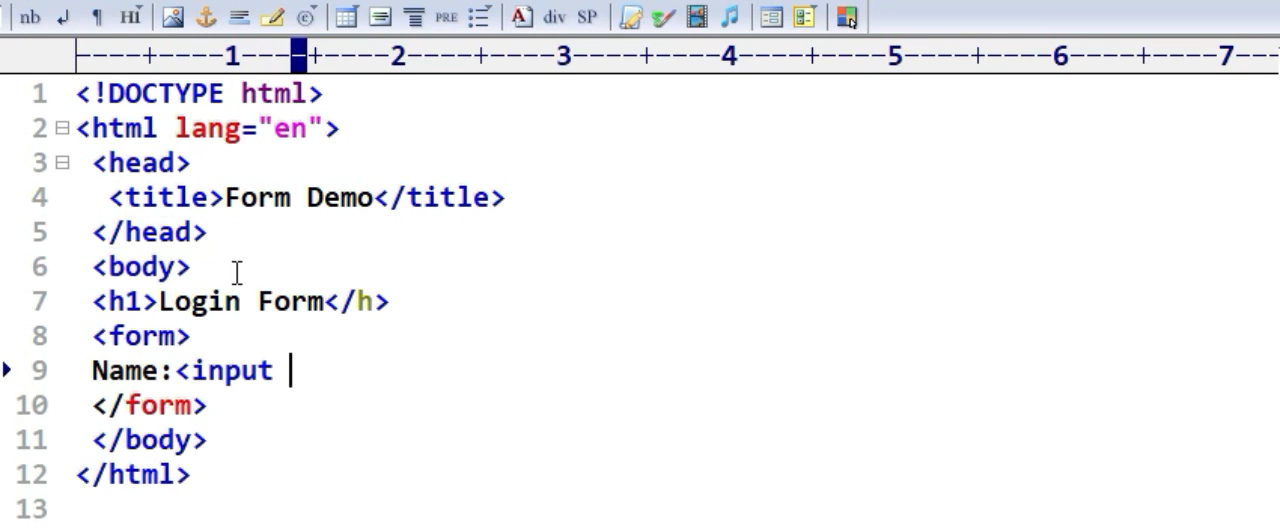 nb ¶ HI © PRE A div SP
----+----1----+----2----+----3----+----4----+----5----+----6----+----7--
1 <!DOCTYPE html>
2 <html lang="en">
3 <head>
4 <title>Form Demo</title>
5 </head>
6 <body>
7 <h1>Login Form</h>
8 <form>
9 Name:<input
10 </form>
11 </body>
12 </html>
13